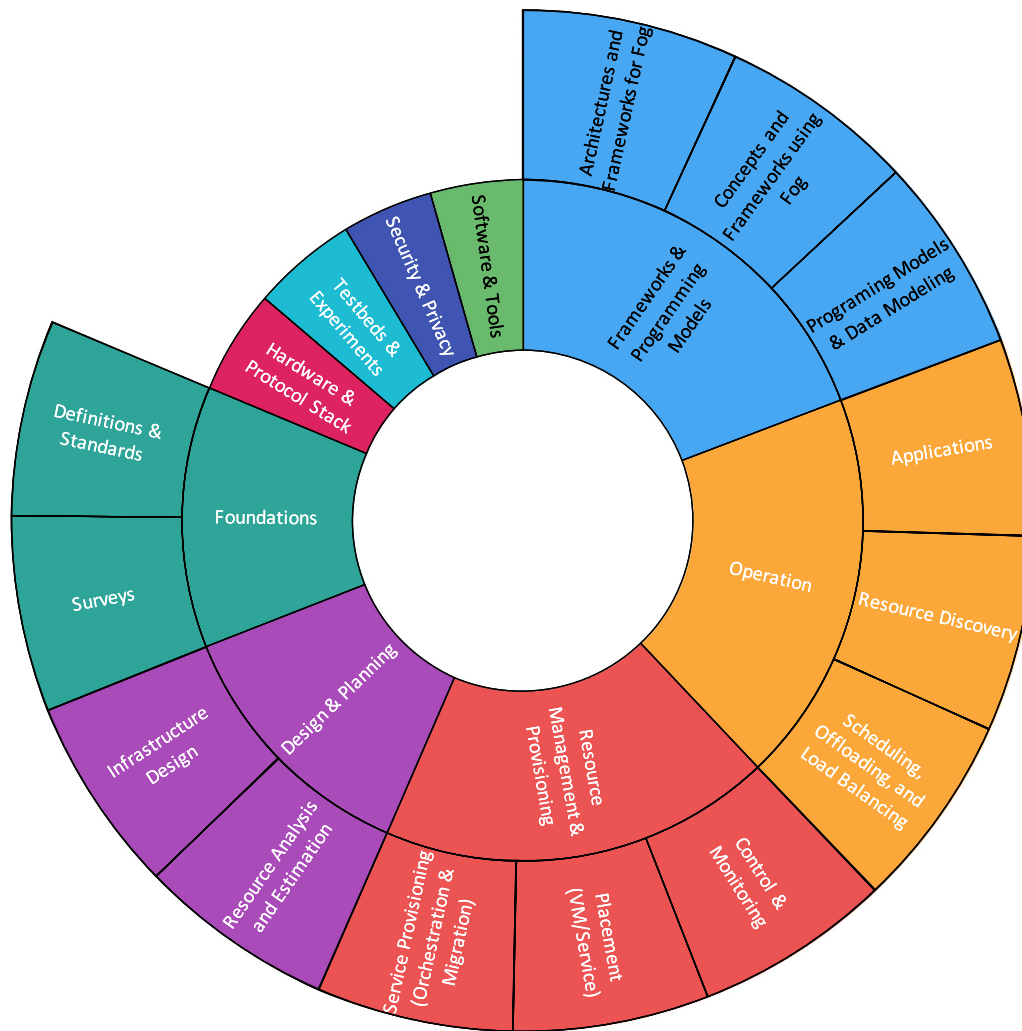 Architectures and
Frameworks for Fog
Concepts and
Frameworks using
Fog
Programing Models
& Data Modeling
Frameworks &
Programming
Models
Applications
Resource Discovery
Scheduling,
Offloading, and
Load Balancing
Operation
Control &
Monitoring
Placement
(VM/Service)
Service Provisioning
(Orchestration &
Migration)
Resource
Management &
Provisioning
Resource Analysis
and Estimation
Infrastructure
Design
Design & Planning
Surveys
Definitions &
Standards
Foundations
Hardware &
Protocol Stack
Testbeds &
Experiments
Security & Privacy
Software & Tools